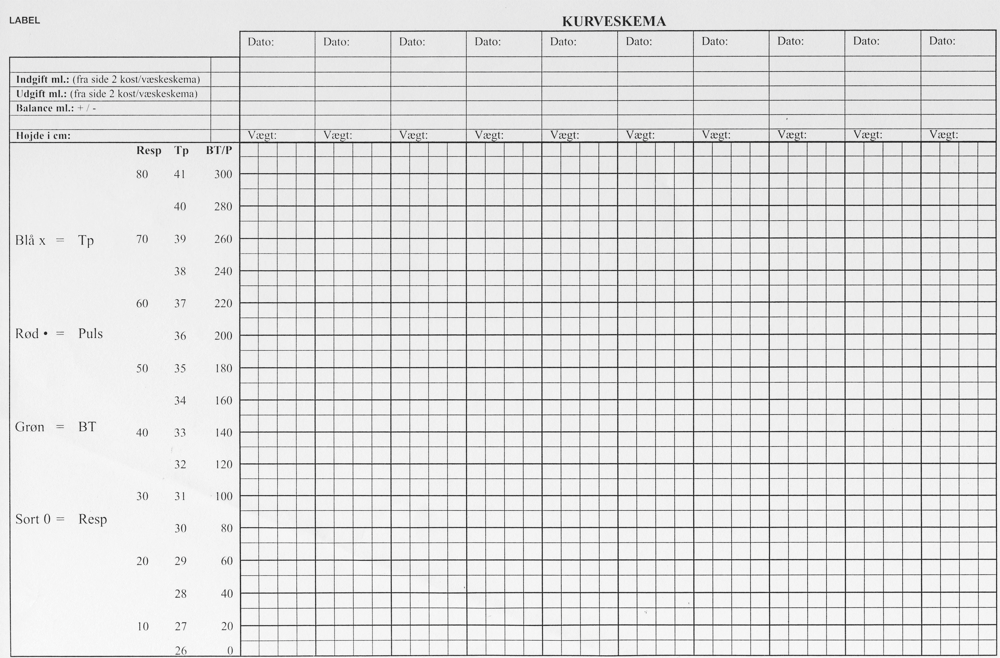 LABEL
KURVESKEMA
Dato: Dato: Dato: Dato: Dato: Dato: Dato: Dato: Dato: Dato:
Indgift ml.: (fra side 2 kost/væskeskema)
Udgift ml.: (fra side 2 kost/væskeskema)
Balance ml.: + / -
Højde i cm: Vægt: Vægt: Vægt: Vægt: Vægt: Vægt: Vægt: Vægt: Vægt: Vægt:
Resp Tp BT/P
80 41 300
40 280
Blå x = Tp 70 39 260
38 240
60 37 220
Rød • = Puls 36 200
50 35 180
34 160
Grøn = BT 40 33 140
32 120
30 31 100
Sort 0 = Resp 30 80
20 29 60
28 40
10 27 20
26 0